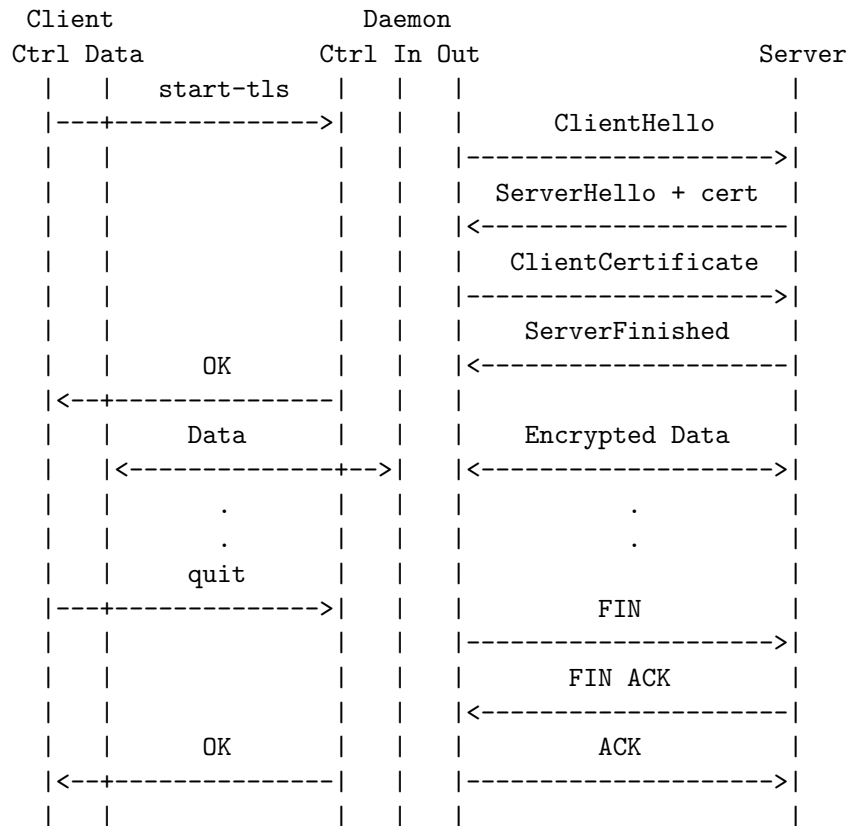 Client Daemon
Ctrl Data Ctrl In Out Server
start-tls
ClientHello
ServerHello + cert
ClientCertificate
ServerFinished
OK
Data Encrypted Data
. .
. .
quit
FIN
FIN ACK
OK ACK